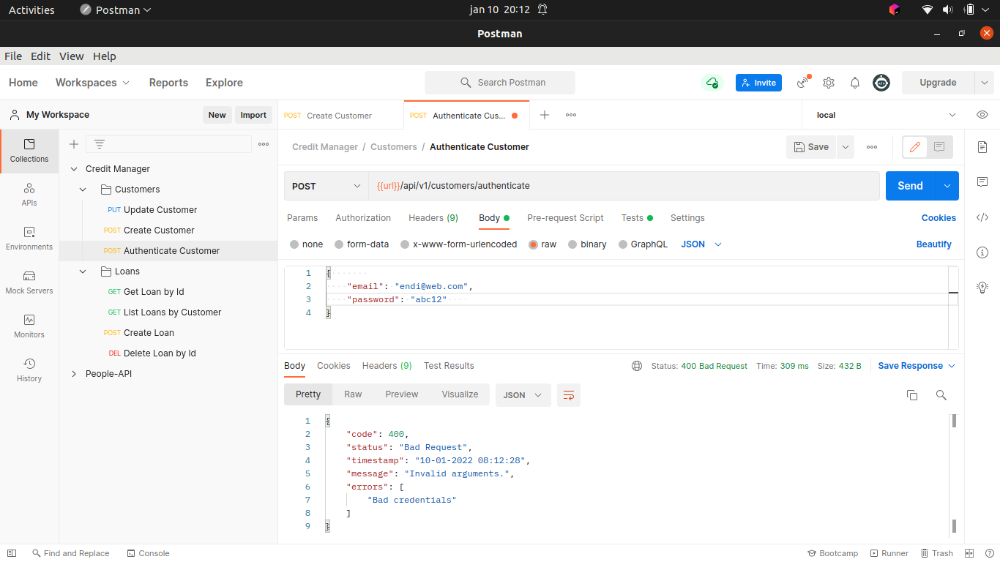 Activities Postman jan 10 20:12
Postman
File Edit View Help
Home Workspaces Reports Explore Search Postman Invite Upgrade
My Workspace New Import
POST Create Customer POST Authenticate Cus... local
Collections
APIs
Environments
Mock Servers
Monitors
History
Credit Manager
Customers
PUT Update Customer
POST Create Customer
POST Authenticate Customer
Loans
GET Get Loan by Id
GET List Loans by Customer
POST Create Loan
DEL Delete Loan by Id
People-API
Credit Manager / Customers / Authenticate Customer Save
POST {{url}}/api/v1/customers/authenticate Send
Params Authorization Headers (9) Body Pre-request Script Tests Settings Cookies
none form-data x-www-form-urlencoded raw binary GraphQL JSON Beautify
1 {
2 "email": "endi@web.com",
3 "password": "abc12"
4 }
Body Cookies Headers (9) Test Results Status: 400 Bad Request Time: 309 ms Size: 432 B Save Response
Pretty Raw Preview Visualize JSON
1 {
2 "code": 400,
3 "status": "Bad Request",
4 "timestamp": "10-01-2022 08:12:28",
5 "message": "Invalid arguments.",
6 "errors": [
7 "Bad credentials"
8 ]
9 }
Find and Replace Console Bootcamp Runner Trash